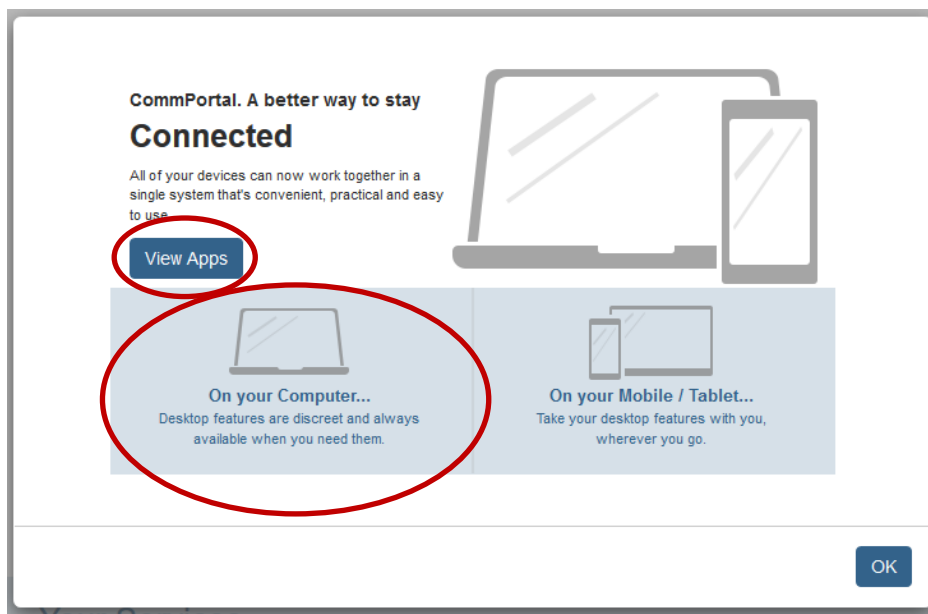 CommPortal. A better way to stay
Connected
All of your devices can now work together in a
single system that's convenient, practical and easy
to use.
View Apps
On your Computer...
Desktop features are discreet and always
available when you need them.
On your Mobile / Tablet...
Take your desktop features with you,
wherever you go.
OK